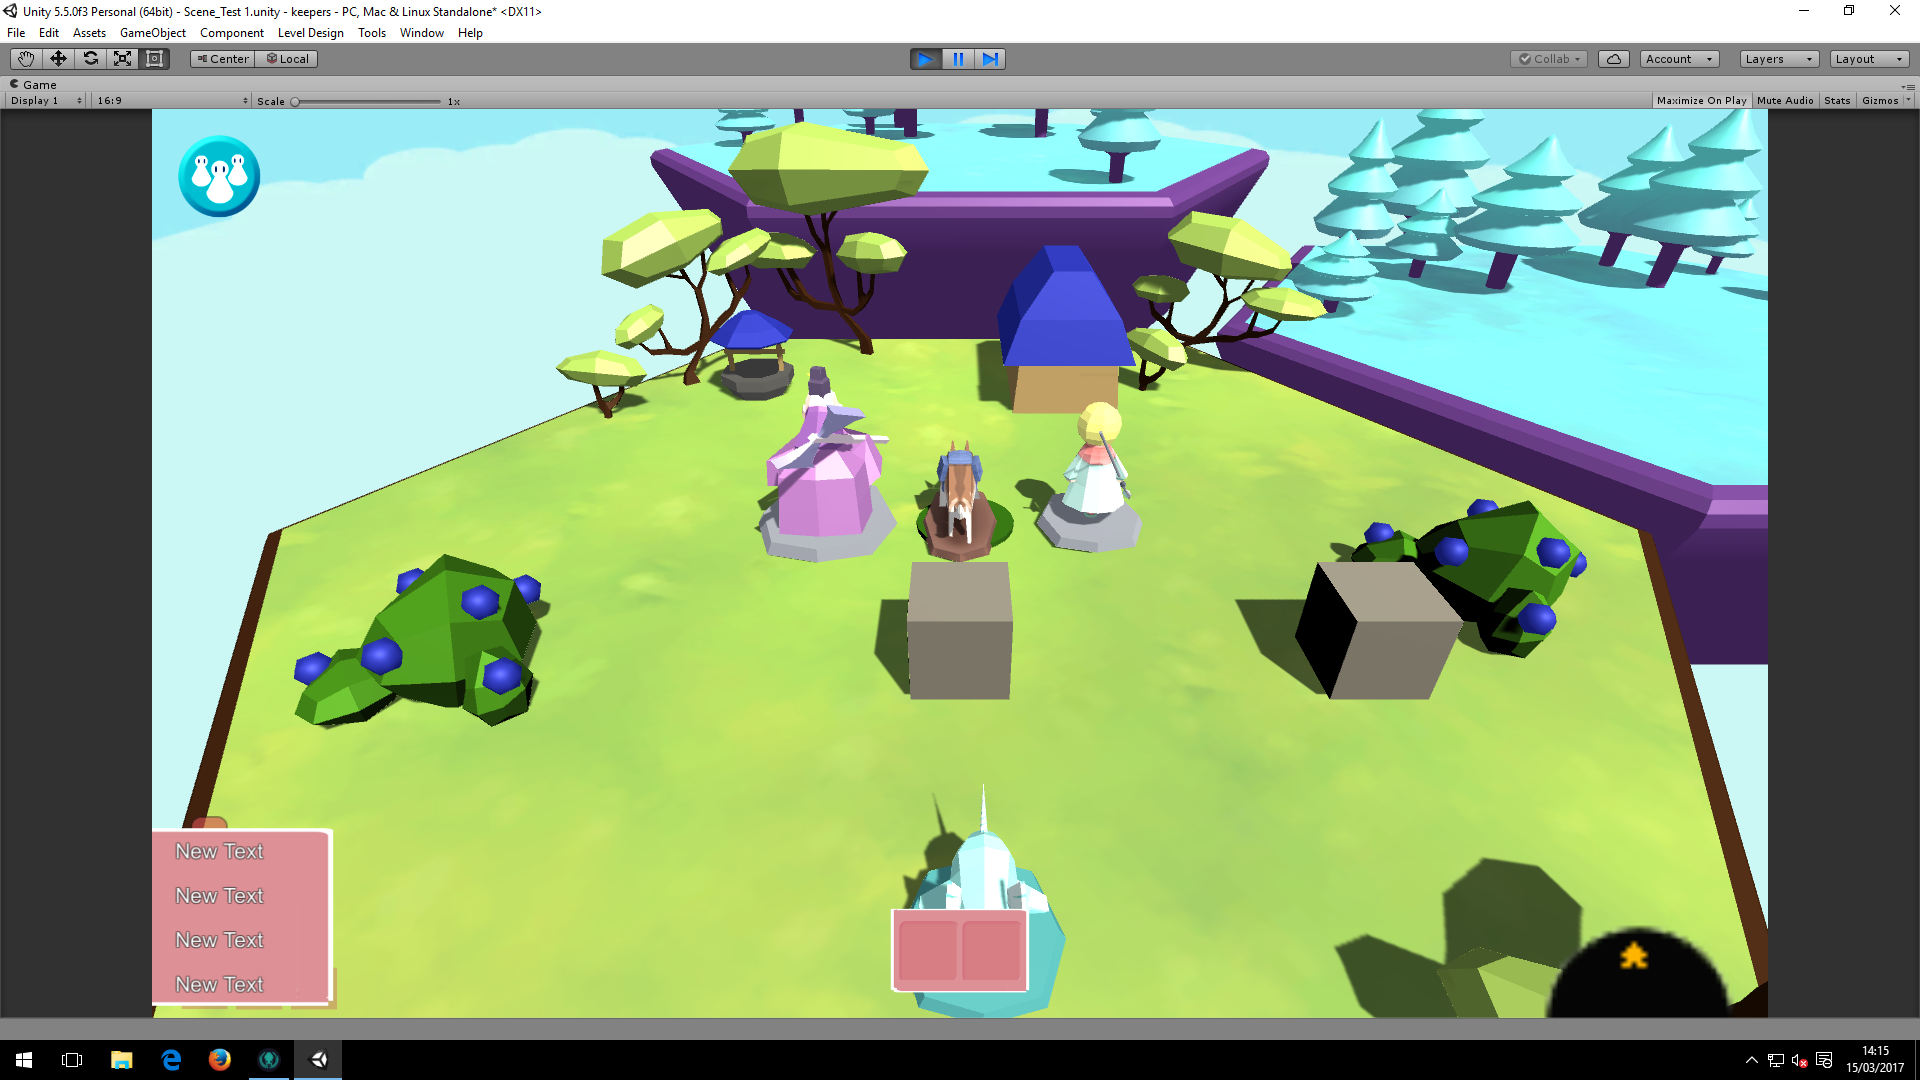 Unity 5.5.0f3 Personal (64bit) - Scene_Test 1.unity - keepers - PC, Mac & Linux Standalone* <DX11>
File Edit Assets GameObject Component Level Design Tools Window Help
Center Local Collab Account Layers Layout
Game
Display 1 16:9 Scale 1x Maximize On Play Mute Audio Stats Gizmos
New Text
New Text
New Text
New Text
14:15
15/03/2017